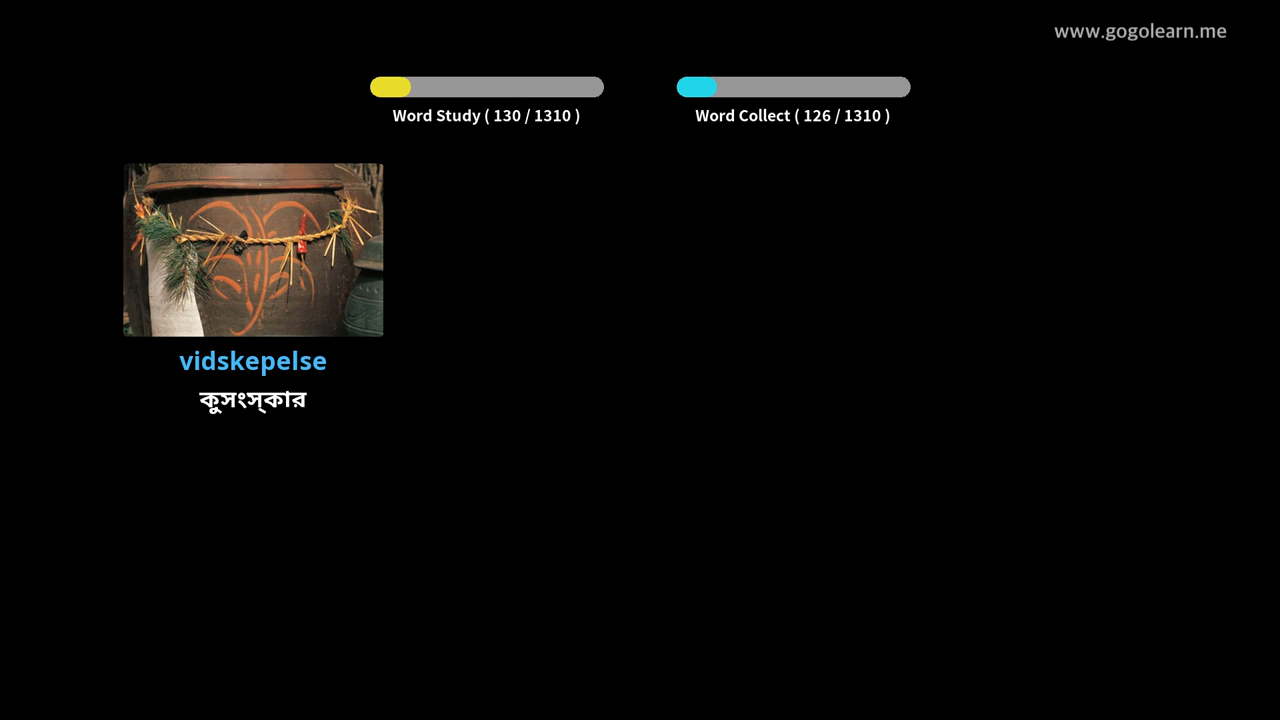 www.gogolearn.me
Word Study ( 130 / 1310 )
Word Collect ( 126 / 1310 )
vidskepelse
কুসংস্কার